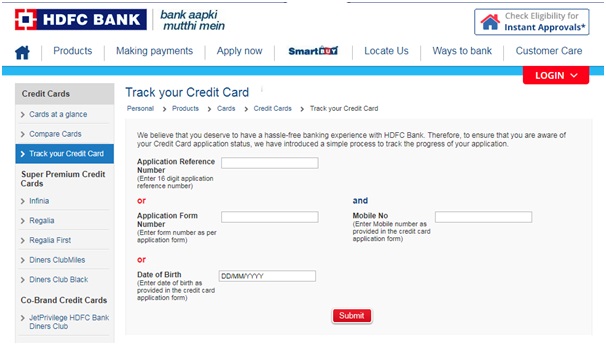 HDFC BANK
bank aapki
mutthi mein
Check Eligibility for
Instant Approvals*
Products Making payments Apply now SmartBUY Locate Us Ways to bank Customer Care
LOGIN
Credit Cards
Cards at a glance
Compare Cards
Track your Credit Card
Super Premium Credit
Cards
Infinia
Regalia
Regalia First
Diners ClubMiles
Diners Club Black
Co-Brand Credit Cards
JetPrivilege HDFC Bank
Diners Club
Track your Credit Card
Personal > Products > Cards > Credit Cards > Track your Credit Card
We believe that you deserve to have a hassle-free banking experience with HDFC Bank. Therefore, to ensure that you are aware of
your Credit Card application status, we have introduced a simple process to track the progress of your application.
Application Reference
Number
(Enter 16 digit application
reference number)
or and
Application Form
Number
(Enter form number as per
application form)
Mobile No
(Enter Mobile number as
provided in the credit card
application form)
or
Date of Birth
(Enter date of birth as
provided in the credit card
application form)
DD/MM/YYYY
Submit